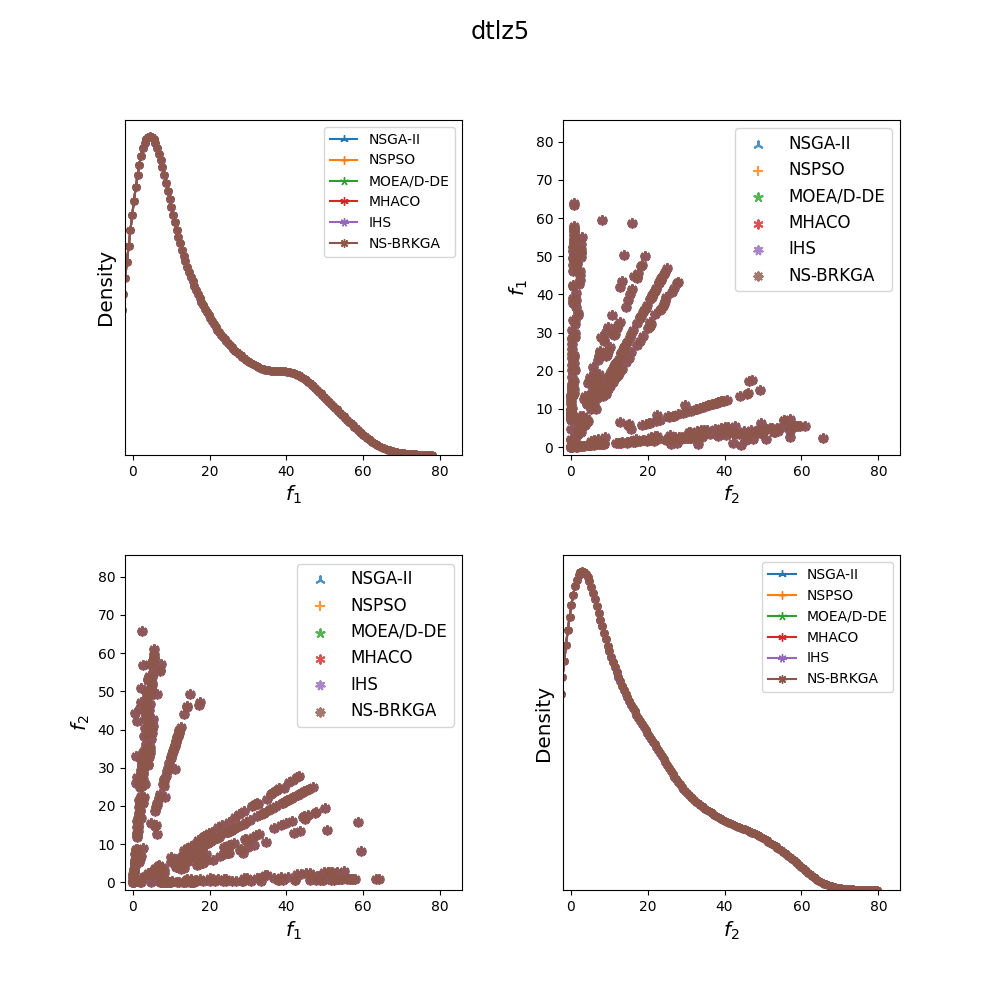 dtlz5
Density
NSGA-II
NSPSO
MOEA/D-DE
MHACO
IHS
NS-BRKGA
0 20 40 60 80
f1
f1
80
70
60
50
40
30
20
10
0
NSGA-II
NSPSO
MOEA/D-DE
MHACO
IHS
NS-BRKGA
0 20 40 60 80
f2
f2
80
70
60
50
40
30
20
10
0
NSGA-II
NSPSO
MOEA/D-DE
MHACO
IHS
NS-BRKGA
0 20 40 60 80
f1
Density
NSGA-II
NSPSO
MOEA/D-DE
MHACO
IHS
NS-BRKGA
0 20 40 60 80
f2